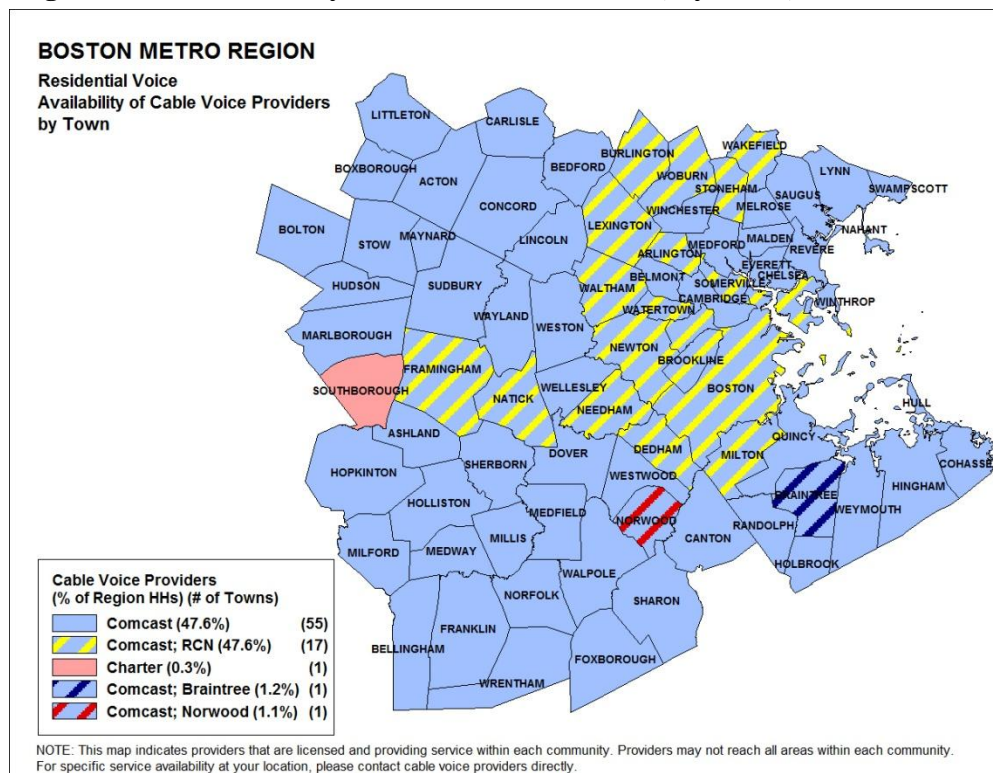 BOSTON METRO REGION
Residential Voice
Availability of Cable Voice Providers
by Town
LITTLETON
CARLISLE
BOXBOROUGH
ACTON
BEDFORD
BURLINGTON
WAKEFIELD
WOBURN
STONEHAM
LYNN
SWAMPSCOTT
SAUGUS
CONCORD
WINCHESTER
MELROSE
BOLTON
STOW
MAYNARD
LINCOLN
LEXINGTON
NAHANT
MEDFORD
MALDEN
REVERE
ARLINGTON
EVERETT
CHELSEA
BELMONT
SOMERVILLE
HUDSON
SUDBURY
WALTHAM
CAMBRIDGE
WINTHROP
WATERTOWN
WAYLAND
WESTON
MARLBOROUGH
NEWTON
BROOKLINE
FRAMINGHAM
SOUTHBOROUGH
NATICK
WELLESLEY
BOSTON
NEEDHAM
HULL
ASHLAND
QUINCY
DEDHAM
MILTON
DOVER
SHERBORN
HOPKINTON
WESTWOOD
COHASSE
HINGHAM
BRAINTREE
HOLLISTON
WEYMOUTH
MEDFIELD
NORWOOD
RANDOLPH
MILLIS
CANTON
MILFORD
MEDWAY
HOLBROOK
WALPOLE
NORFOLK
SHARON
FRANKLIN
BELLINGHAM
FOXBOROUGH
WRENTHAM
Cable Voice Providers
(% of Region HHs) (# of Towns)
Comcast (47.6%) (55)
Comcast; RCN (47.6%) (17)
Charter (0.3%) (1)
Comcast; Braintree (1.2%) (1)
Comcast; Norwood (1.1%) (1)
NOTE: This map indicates providers that are licensed and providing service within each community. Providers may not reach all areas within each community.
For specific service availability at your location, please contact cable voice providers directly.